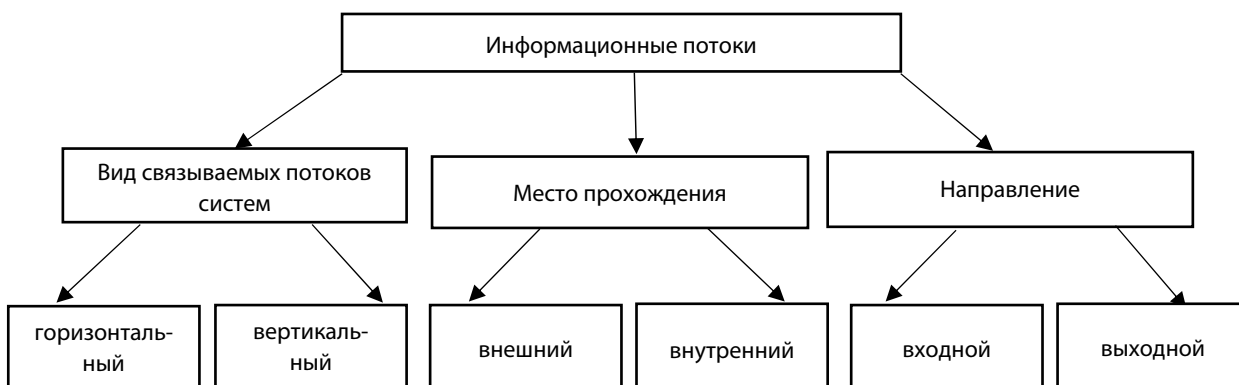 Информационные потоки
Вид связываемых потоков
систем
Место прохождения
Направление
горизонталь-
ный
вертикаль-
ный
внешний
внутренний
входной
выходной